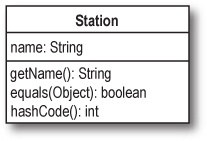 Station
name: String
getName(): String
equals(Object): boolean
hashCode(): int